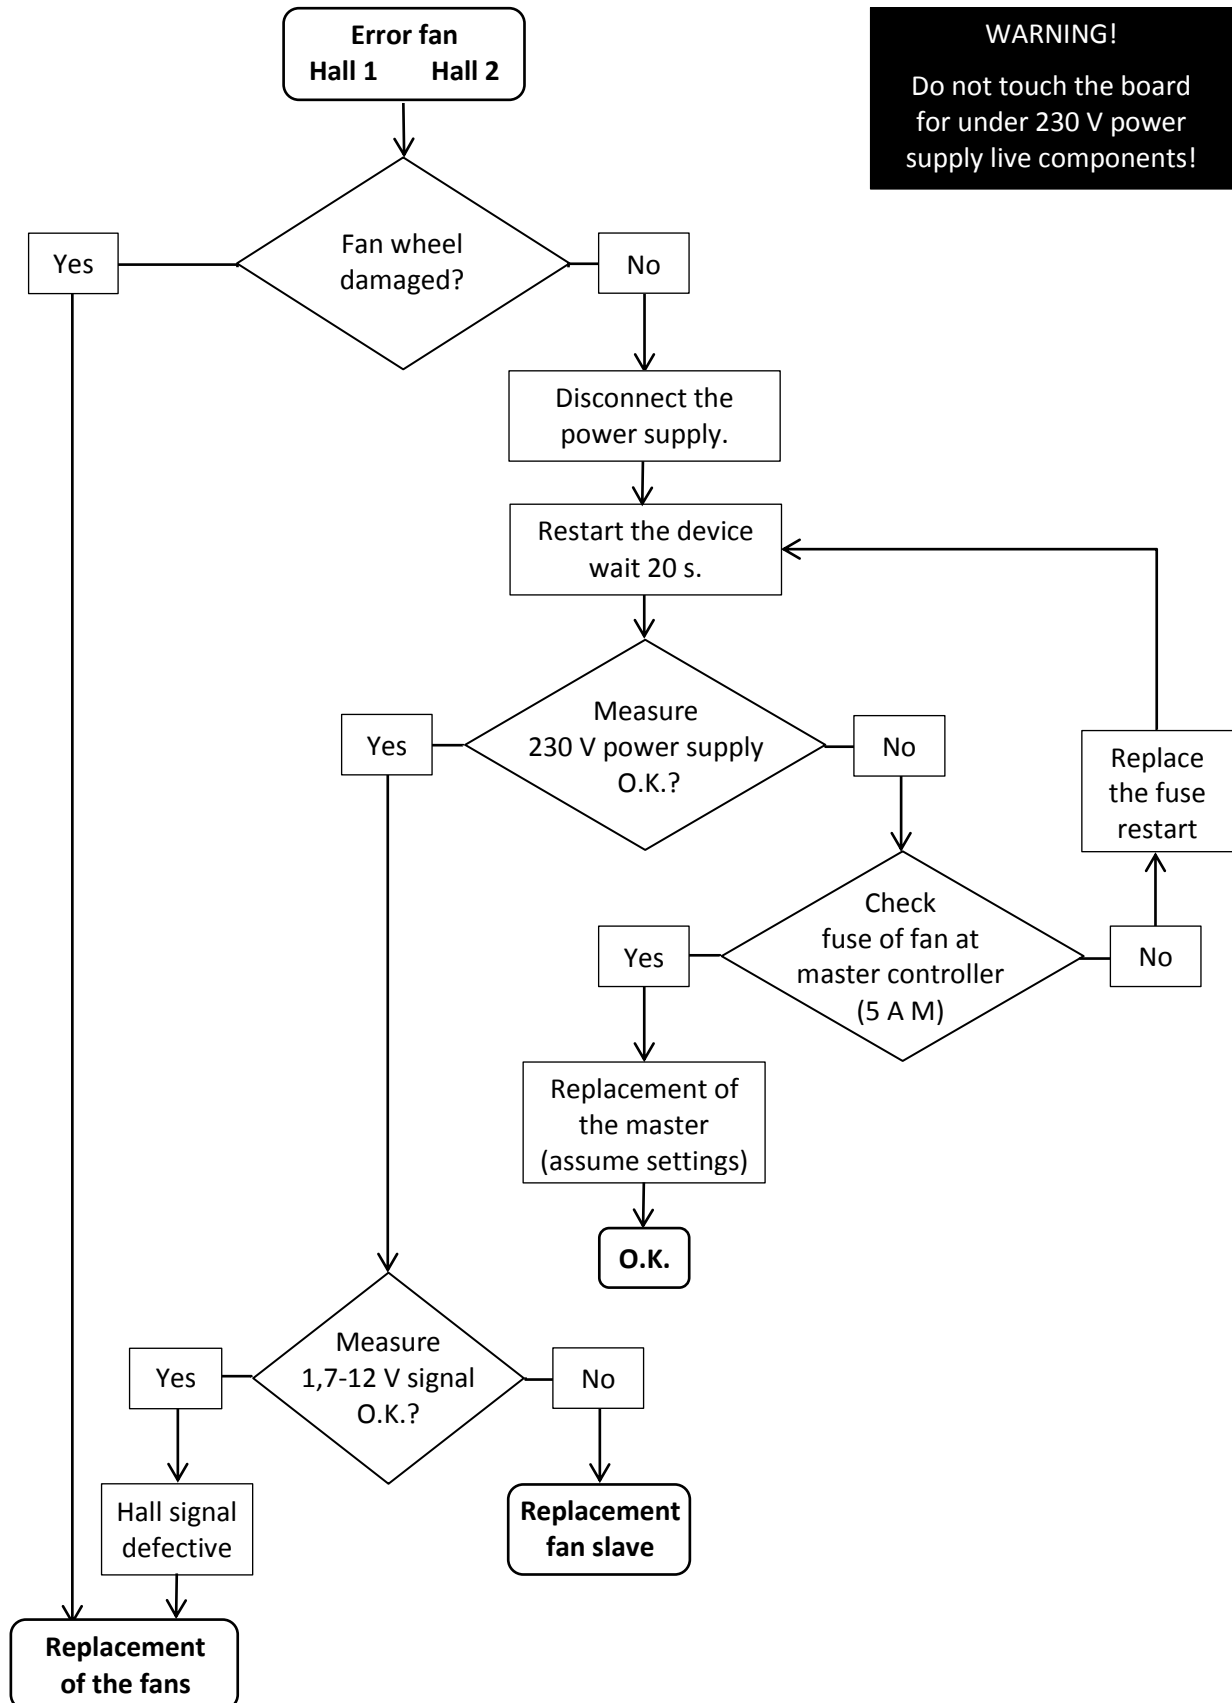 Error fan
Hall 1 Hall 2
WARNING!
Do not touch the board
for under 230 V power
supply live components!
Fan wheel
damaged?
Yes
No
Disconnect the
power supply.
Restart the device
wait 20 s.
Measure
230 V power supply
O.K.?
Yes
No
Replace
the fuse
restart
Check
fuse of fan at
master controller
(5 A M)
Yes
No
Replacement of
the master
(assume settings)
O.K.
Measure
1,7-12 V signal
O.K.?
Yes
No
Hall signal
defective
Replacement
fan slave
Replacement
of the fans